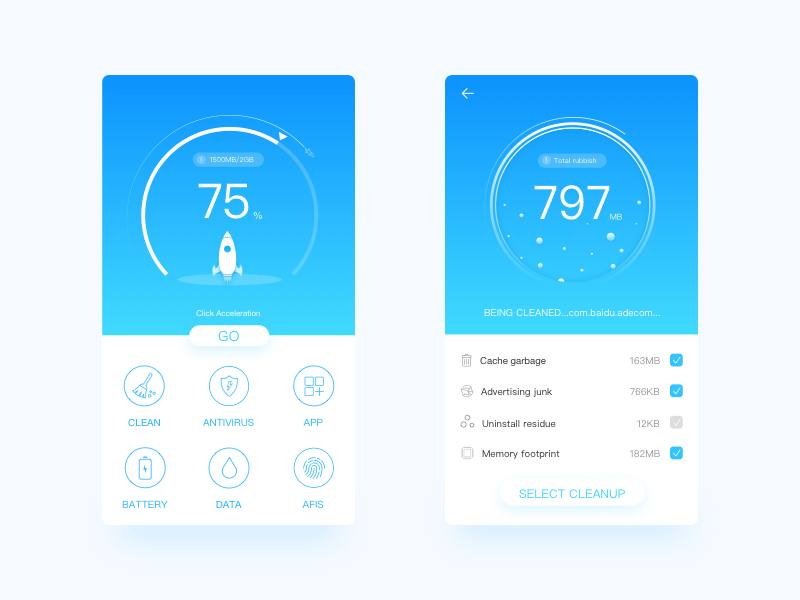 1500MB/2GB
75 %
Click Acceleration
GO
CLEAN ANTIVIRUS APP
BATTERY DATA AFIS
Total rubbish
797 MB
BEING CLEANED...com.baidu.adecom...
Cache garbage 163MB
Advertising junk 766KB
Uninstall residue 12KB
Memory footprint 182MB
SELECT CLEANUP